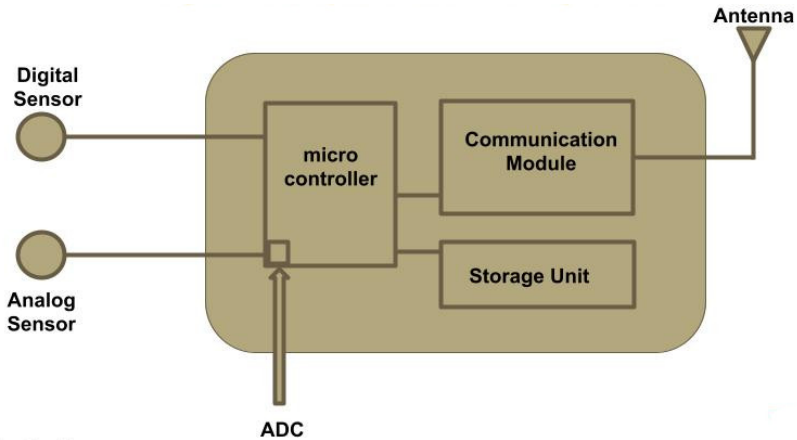 Antenna
Digital
Sensor
micro
controller
Communication
Module
Analog
Sensor
Storage Unit
ADC